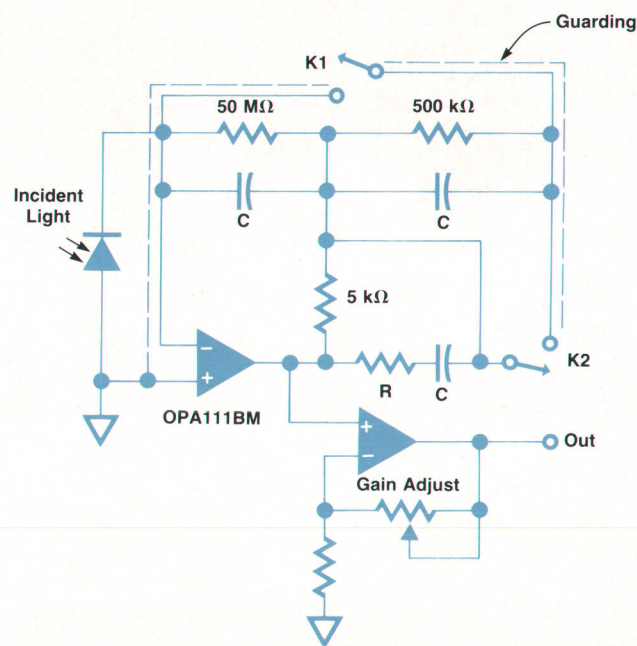 Guarding
K1
50 MΩ
500 kΩ
Incident
Light
C
C
5 kΩ
−
+
K2
R
C
OPA111BM
+
−
Out
Gain Adjust